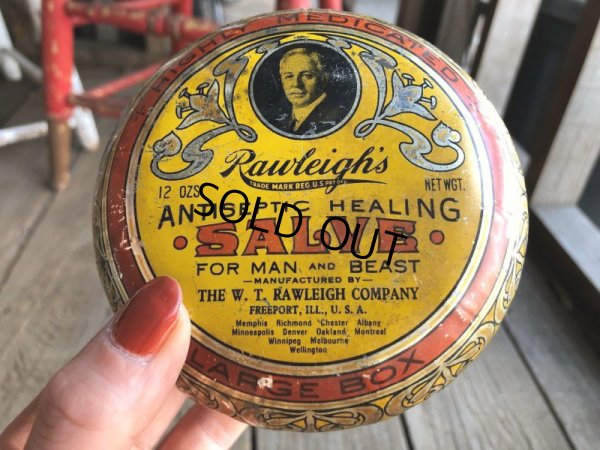 HIGHLY MEDICATED
Rawleigh's
TRADE MARK REG. U.S. PAT. OFF.
12 OZS. NET WGT.
ANTISEPTIC HEALING
SALVE
SOLD OUT
FOR MAN AND BEAST
MANUFACTURED BY
THE W. T. RAWLEIGH COMPANY
FREEPORT, ILL., U. S. A.
Memphis Richmond Chester Albany
Minneapolis Denver Oakland Montreal
Winnipeg Melbourne
Wellington
LARGE BOX